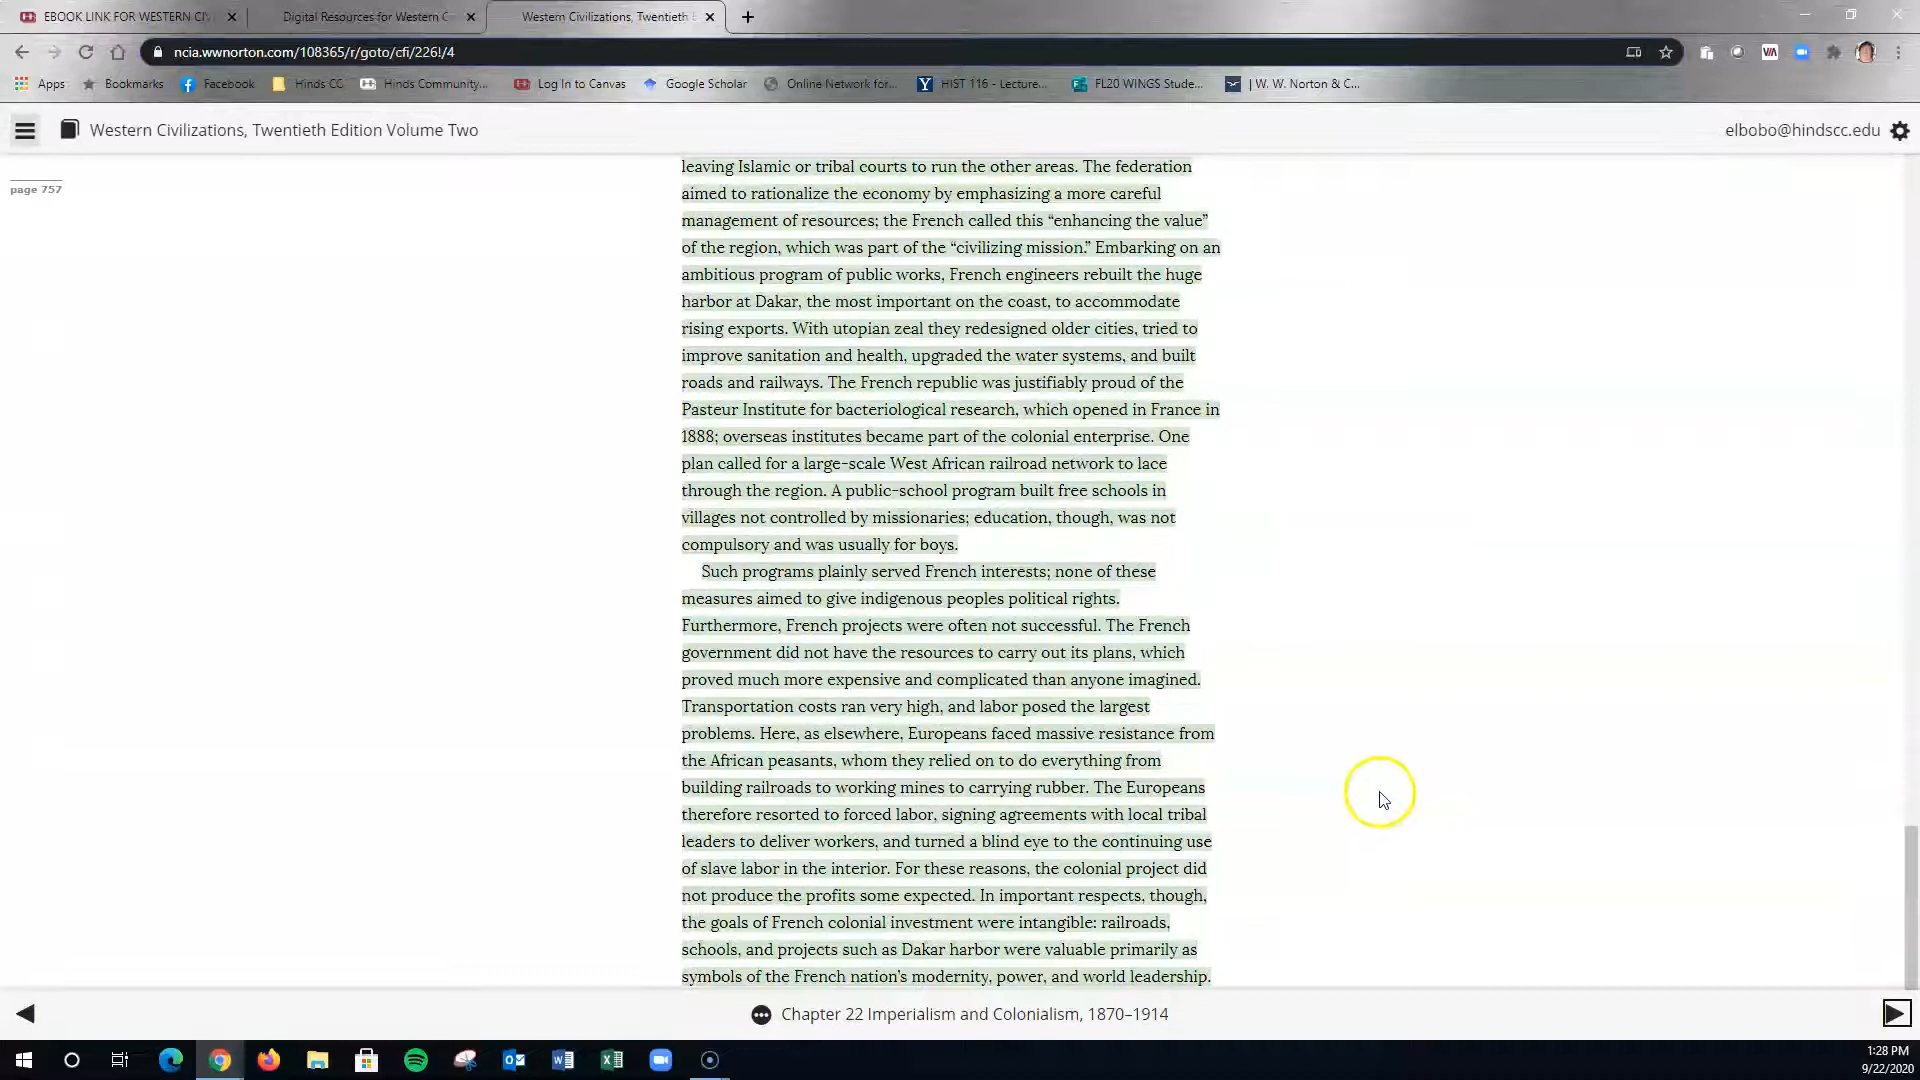 EBOOK LINK FOR WESTERN CIV
Digital Resources for Western C
Western Civilizations, Twentieth E
ncia.wwnorton.com/108365/r/goto/cfi/226!/4
Apps
Bookmarks
Facebook
Hinds CC
Hinds Community...
Log In to Canvas
Google Scholar
Online Network for...
HIST 116 - Lecture...
FL20 WINGS Stude...
| W. W. Norton & C...
Western Civilizations, Twentieth Edition Volume Two
elbobo@hindscc.edu
page 757
leaving Islamic or tribal courts to run the other areas. The federation
aimed to rationalize the economy by emphasizing a more careful
management of resources; the French called this “enhancing the value”
of the region, which was part of the “civilizing mission.” Embarking on an
ambitious program of public works, French engineers rebuilt the huge
harbor at Dakar, the most important on the coast, to accommodate
rising exports. With utopian zeal they redesigned older cities, tried to
improve sanitation and health, upgraded the water systems, and built
roads and railways. The French republic was justifiably proud of the
Pasteur Institute for bacteriological research, which opened in France in
1888; overseas institutes became part of the colonial enterprise. One
plan called for a large-scale West African railroad network to lace
through the region. A public-school program built free schools in
villages not controlled by missionaries; education, though, was not
compulsory and was usually for boys.
Such programs plainly served French interests; none of these
measures aimed to give indigenous peoples political rights.
Furthermore, French projects were often not successful. The French
government did not have the resources to carry out its plans, which
proved much more expensive and complicated than anyone imagined.
Transportation costs ran very high, and labor posed the largest
problems. Here, as elsewhere, Europeans faced massive resistance from
the African peasants, whom they relied on to do everything from
building railroads to working mines to carrying rubber. The Europeans
therefore resorted to forced labor, signing agreements with local tribal
leaders to deliver workers, and turned a blind eye to the continuing use
of slave labor in the interior. For these reasons, the colonial project did
not produce the profits some expected. In important respects, though,
the goals of French colonial investment were intangible: railroads,
schools, and projects such as Dakar harbor were valuable primarily as
symbols of the French nation’s modernity, power, and world leadership.
Chapter 22 Imperialism and Colonialism, 1870–1914
1:28 PM
9/22/2020